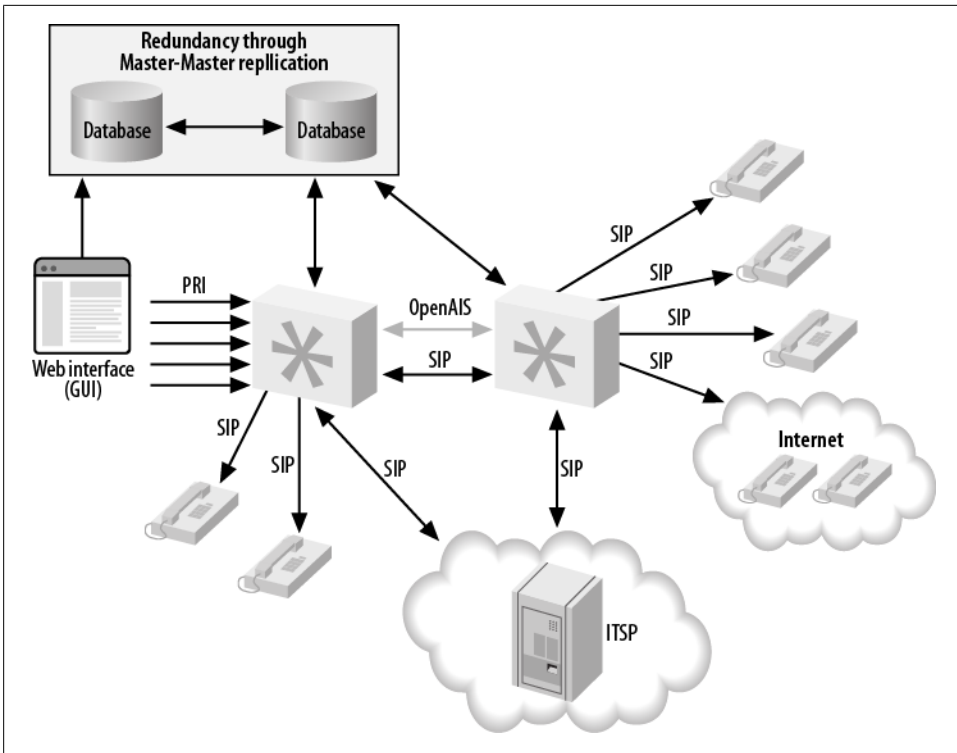 Redundancy through
Master-Master repllication
Database
Database
SIP
SIP
PRI
OpenAIS
SIP
SIP
SIP
Web interface
(GUI)
SIP
Internet
SIP
SIP
SIP
ITSP